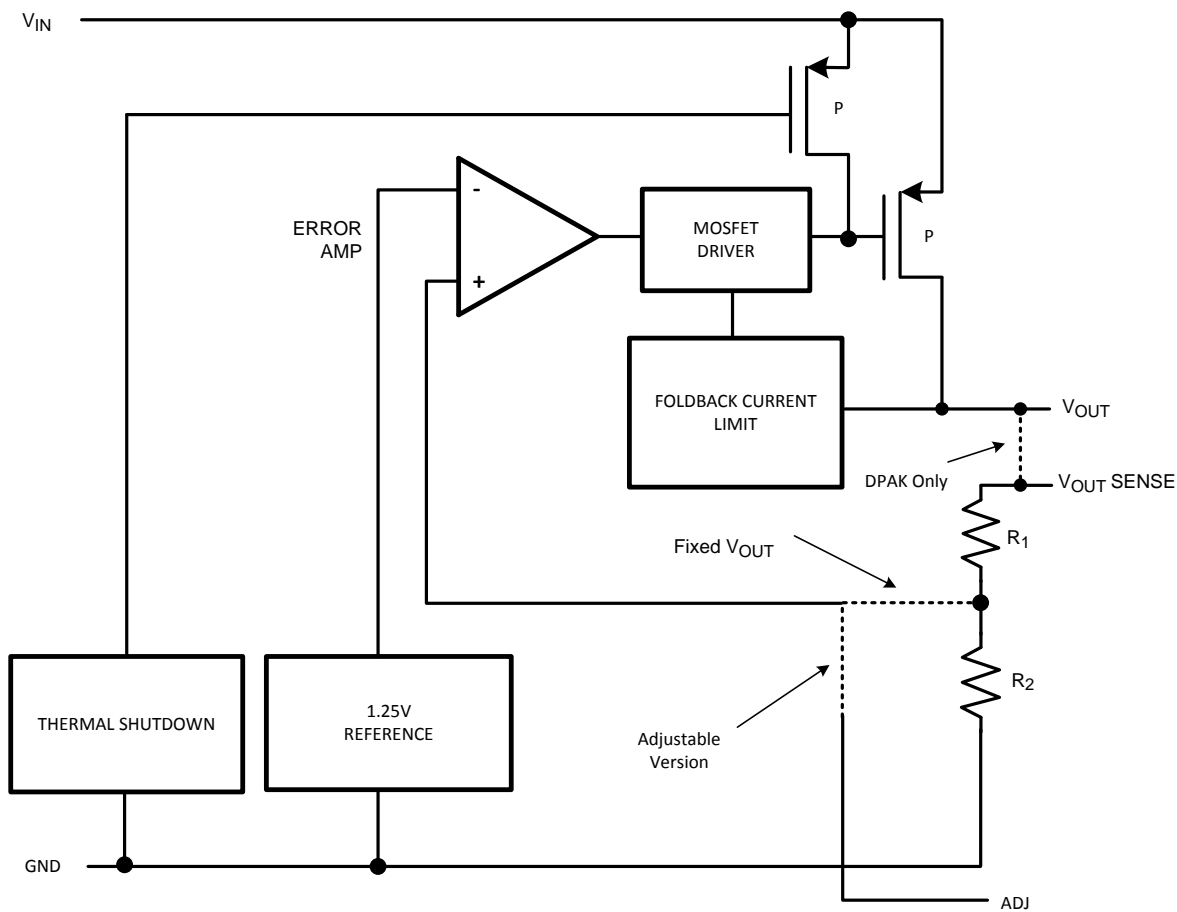 VIN
P
-
ERROR
AMP
+
MOSFET
DRIVER
P
FOLDBACK CURRENT
LIMIT
VOUT
DPAK Only
VOUT SENSE
R1
Fixed VOUT
R2
THERMAL SHUTDOWN
1.25V
REFERENCE
Adjustable
Version
GND
ADJ